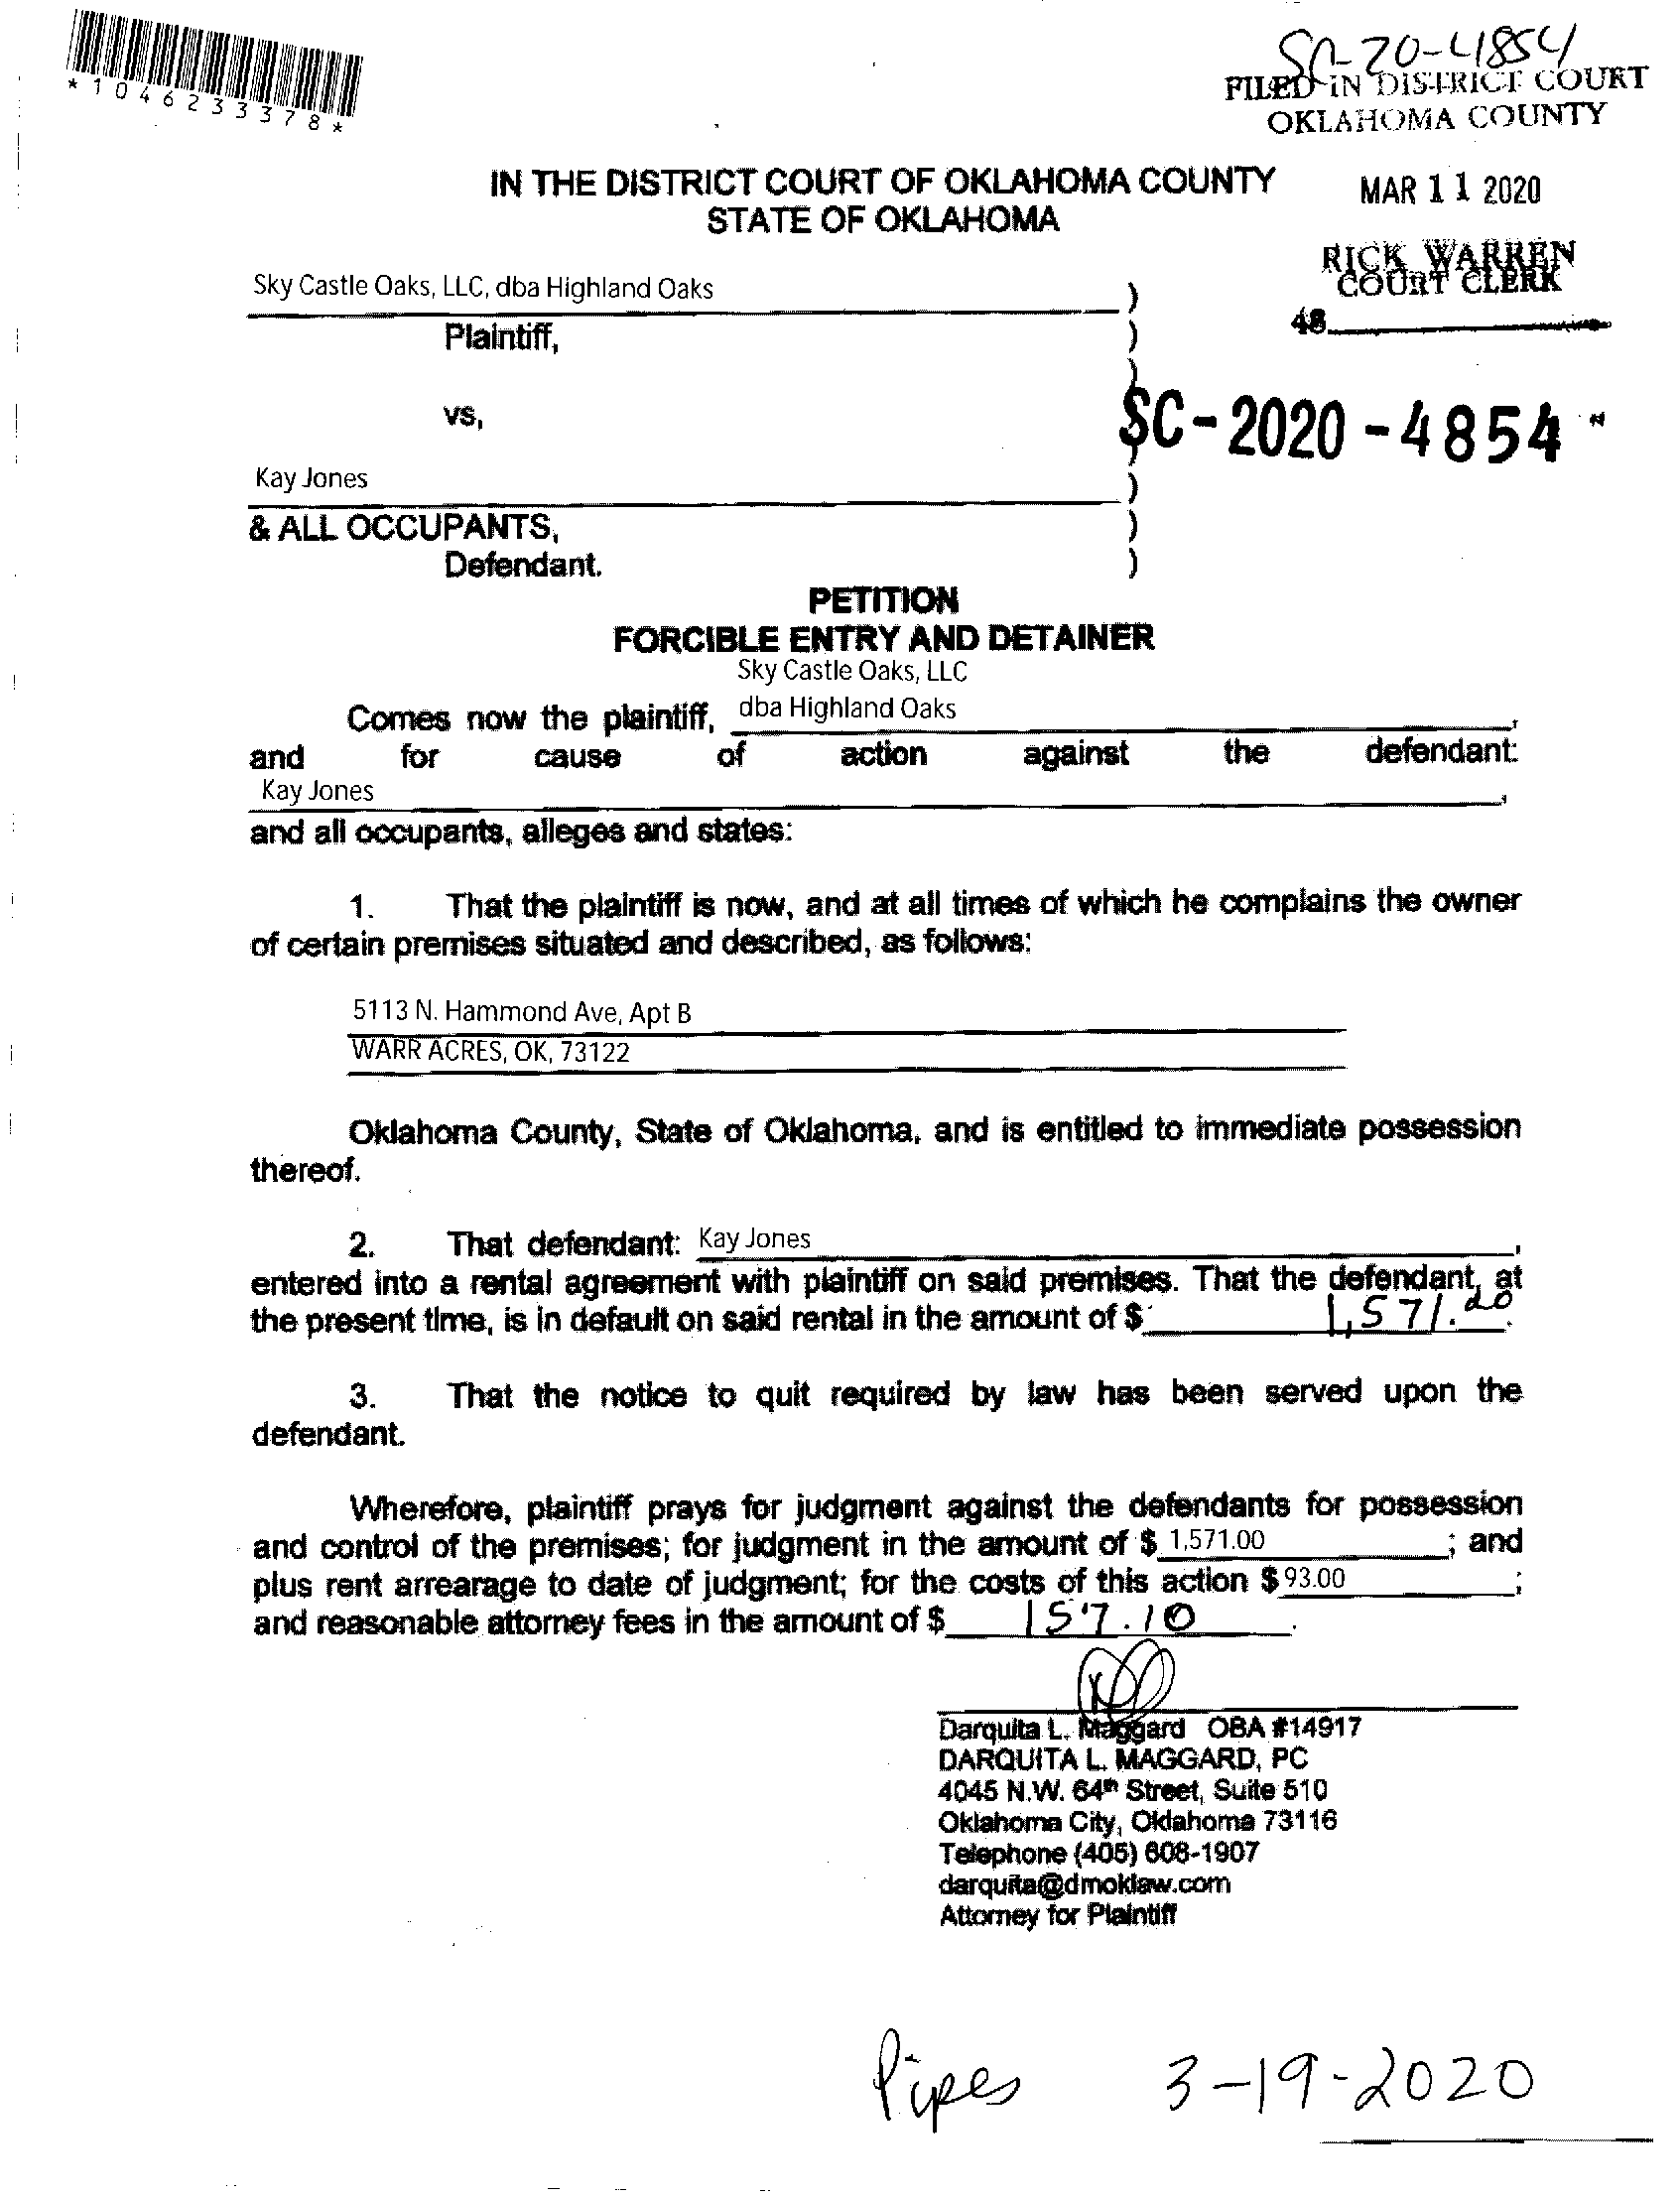 *1046233378*
SC-20-4854
FILED IN DISTRICT COURT
OKLAHOMA COUNTY
MAR 11 2020
RICK WARREN
COURT CLERK
48
SC-2020-4854
IN THE DISTRICT COURT OF OKLAHOMA COUNTY
STATE OF OKLAHOMA
Sky Castle Oaks, LLC, dba Highland Oaks )
Plaintiff, )
)
vs, )
Kay Jones )
& ALL OCCUPANTS, )
Defendant. )
PETITION
FORCIBLE ENTRY AND DETAINER
Sky Castle Oaks, LLC
Comes now the plaintiff, dba Highland Oaks,
and for cause of action against the defendant:
Kay Jones,
and all occupants, alleges and states:
1. That the plaintiff is now, and at all times of which he complains the owner
of certain premises situated and described, as follows:
5113 N. Hammond Ave, Apt B
WARR ACRES, OK, 73122
Oklahoma County, State of Oklahoma, and is entitled to immediate possession
thereof.
2. That defendant: Kay Jones,
entered into a rental agreement with plaintiff on said premises. That the defendant, at
the present time, is in default on said rental in the amount of $ 1,571.20.
3. That the notice to quit required by law has been served upon the
defendant.
Wherefore, plaintiff prays for judgment against the defendants for possession
and control of the premises; for judgment in the amount of $ 1,571.00; and
plus rent arrearage to date of judgment; for the costs of this action $ 93.00;
and reasonable attorney fees in the amount of $ 157.10.
Darquita L. Maggard OBA #14917
DARQUITA L. MAGGARD, PC
4045 N.W. 64th Street, Suite 510
Oklahoma City, Oklahoma 73116
Telephone (405) 608-1907
darquita@dmoklaw.com
Attorney for Plaintiff
Pipes 3-19-2020